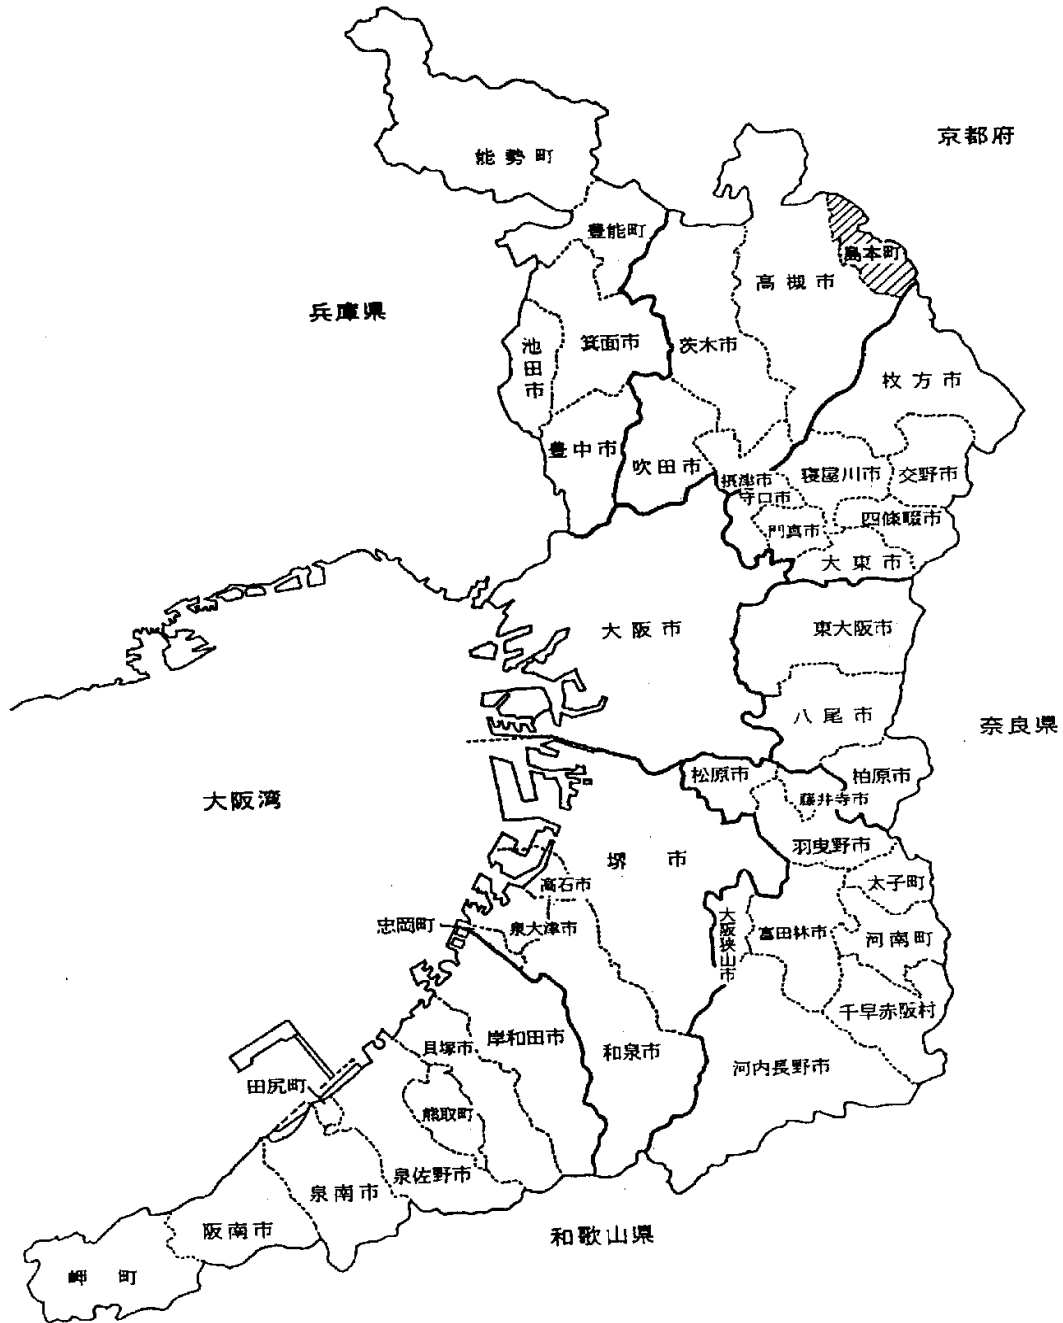 能勢町
京都府
豊能町
島本町
高槻市
兵庫県
池田市
箕面市
茨木市
枚方市
豊中市
吹田市
摂津市
寝屋川市
交野市
守口市
門真市
四條畷市
大東市
大阪市
東大阪市
八尾市
奈良県
松原市
柏原市
藤井寺市
大阪湾
羽曳野市
堺市
高石市
太子町
忠岡町
泉大津市
大阪狭山市
富田林市
河南町
千早赤阪村
貝塚市
岸和田市
和泉市
河内長野市
田尻町
熊取町
泉佐野市
泉南市
阪南市
和歌山県
岬町